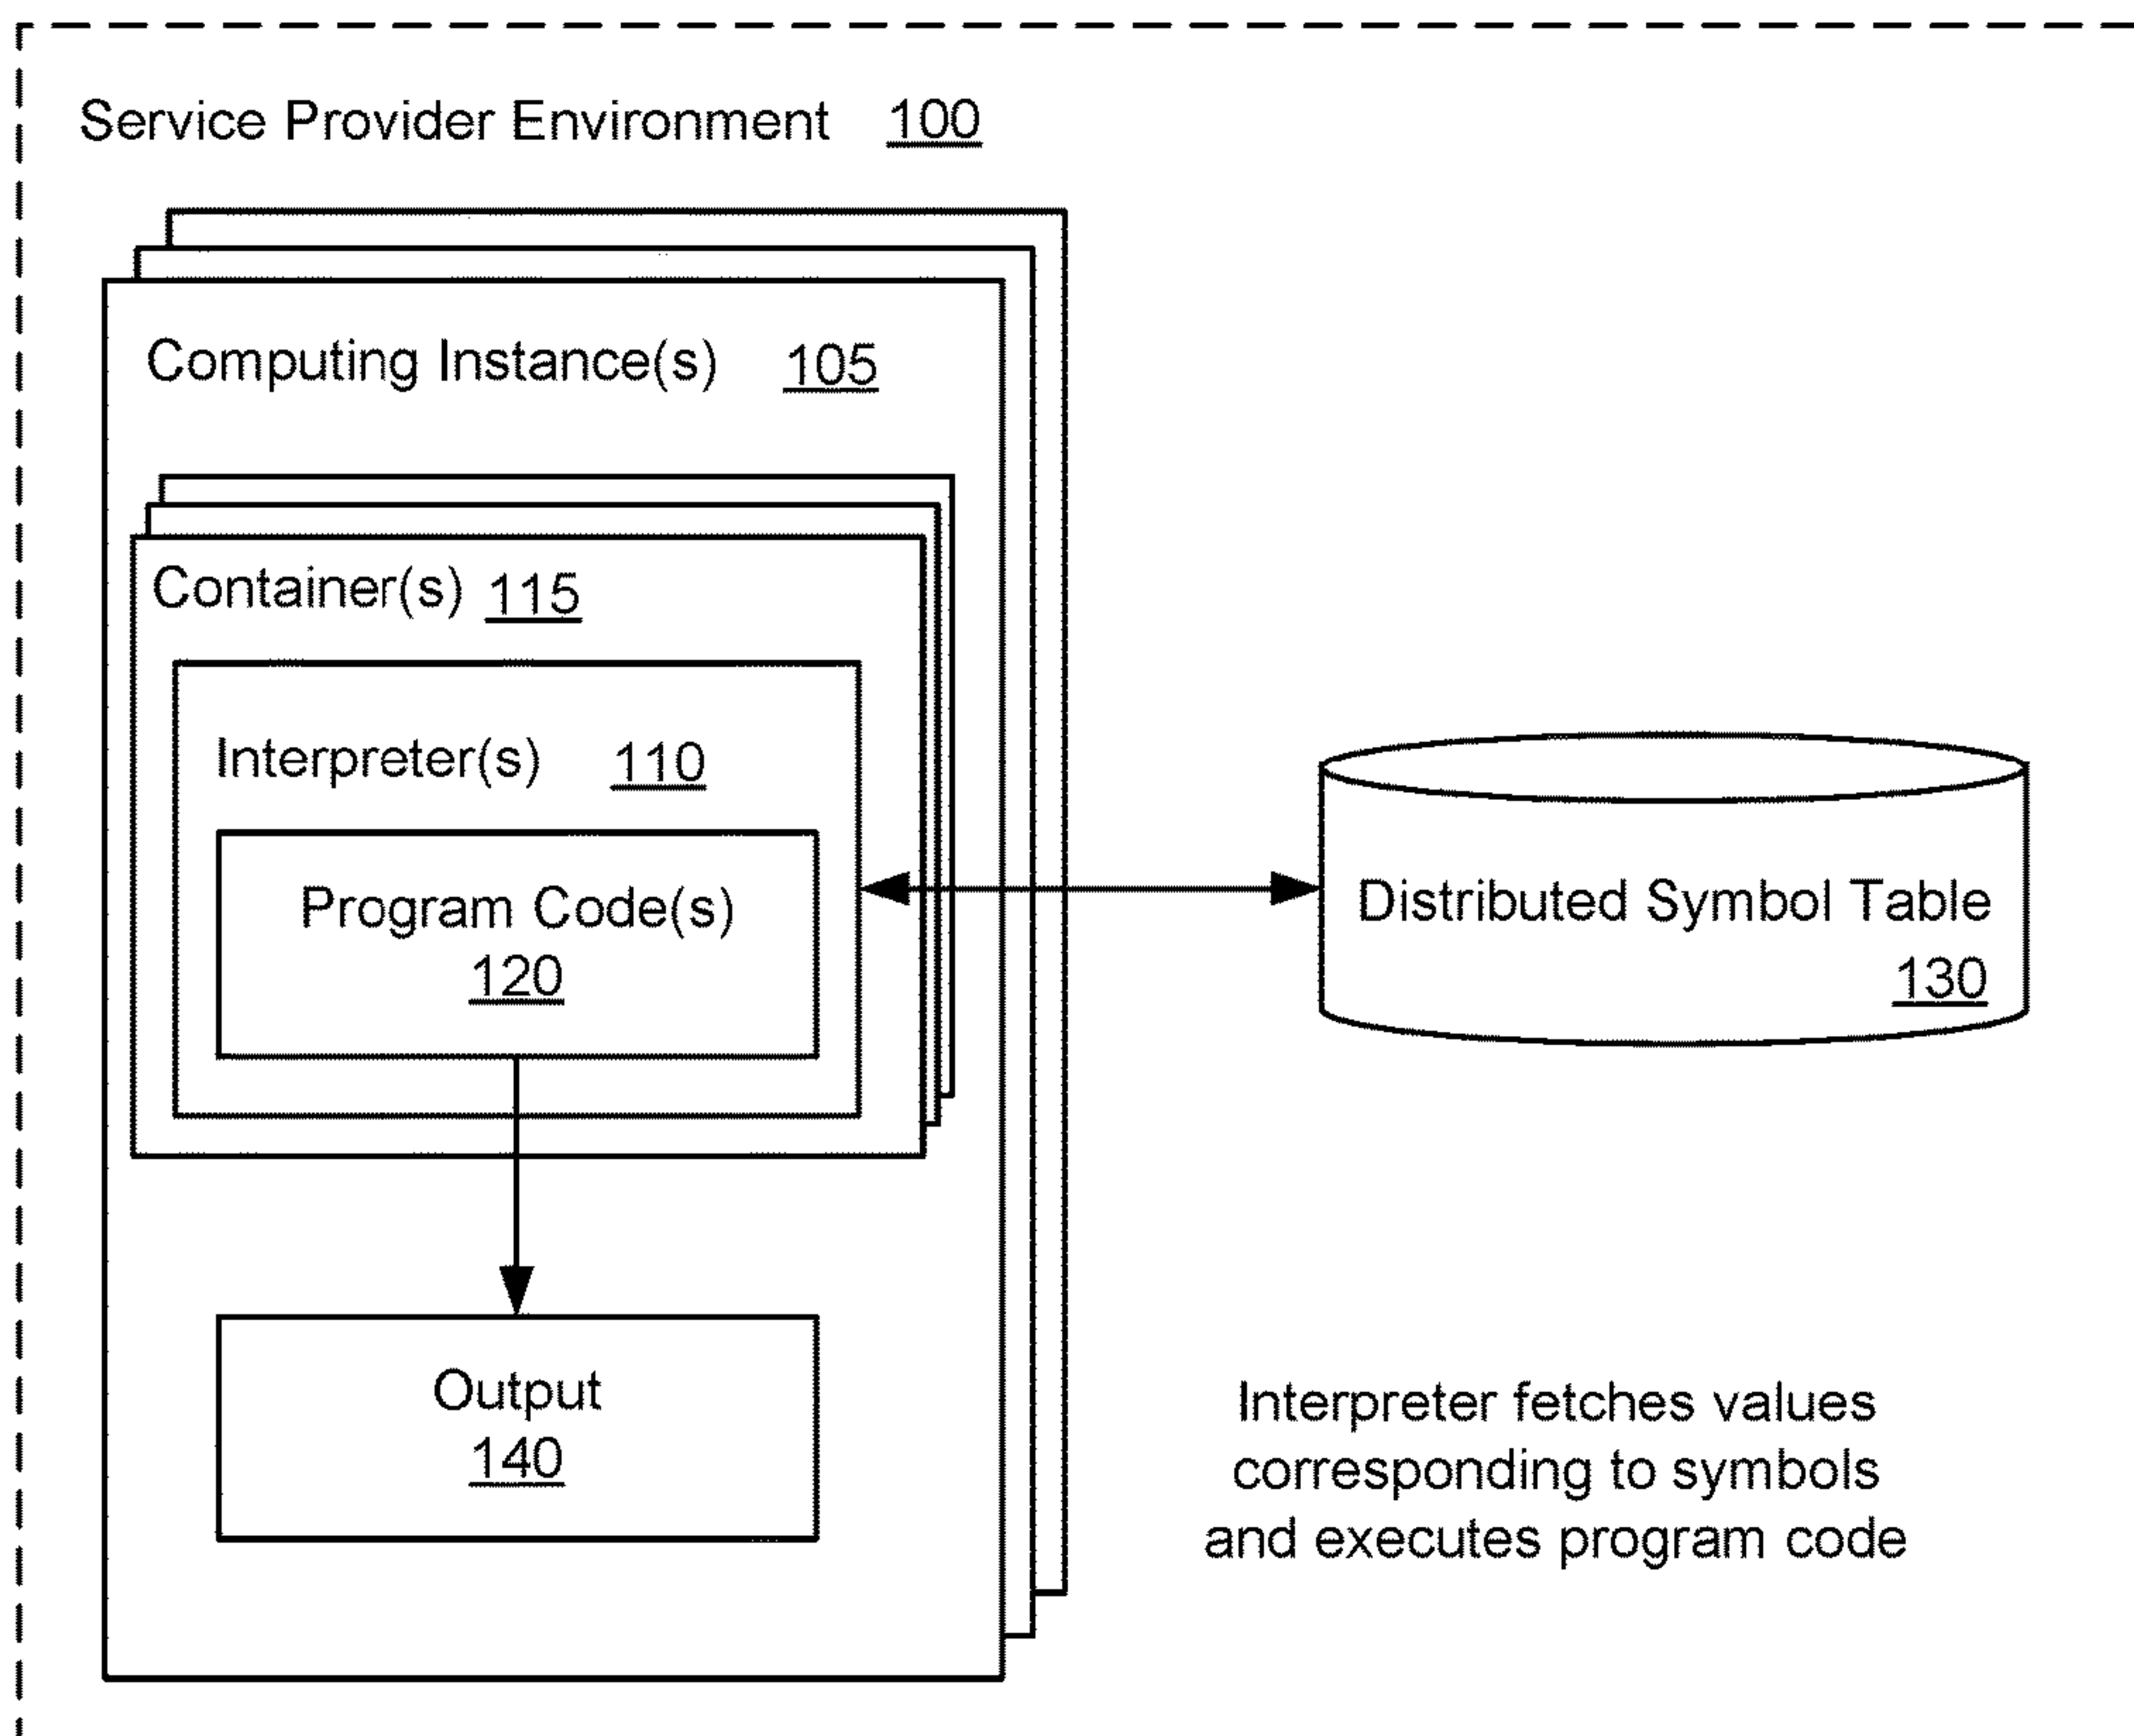 Service Provider Environment 100
Computing Instance(s) 105
Container(s) 115
Interpreter(s) 110
Program Code(s)
120
Distributed Symbol Table
130
Output
140
Interpreter fetches values
corresponding to symbols
and executes program code